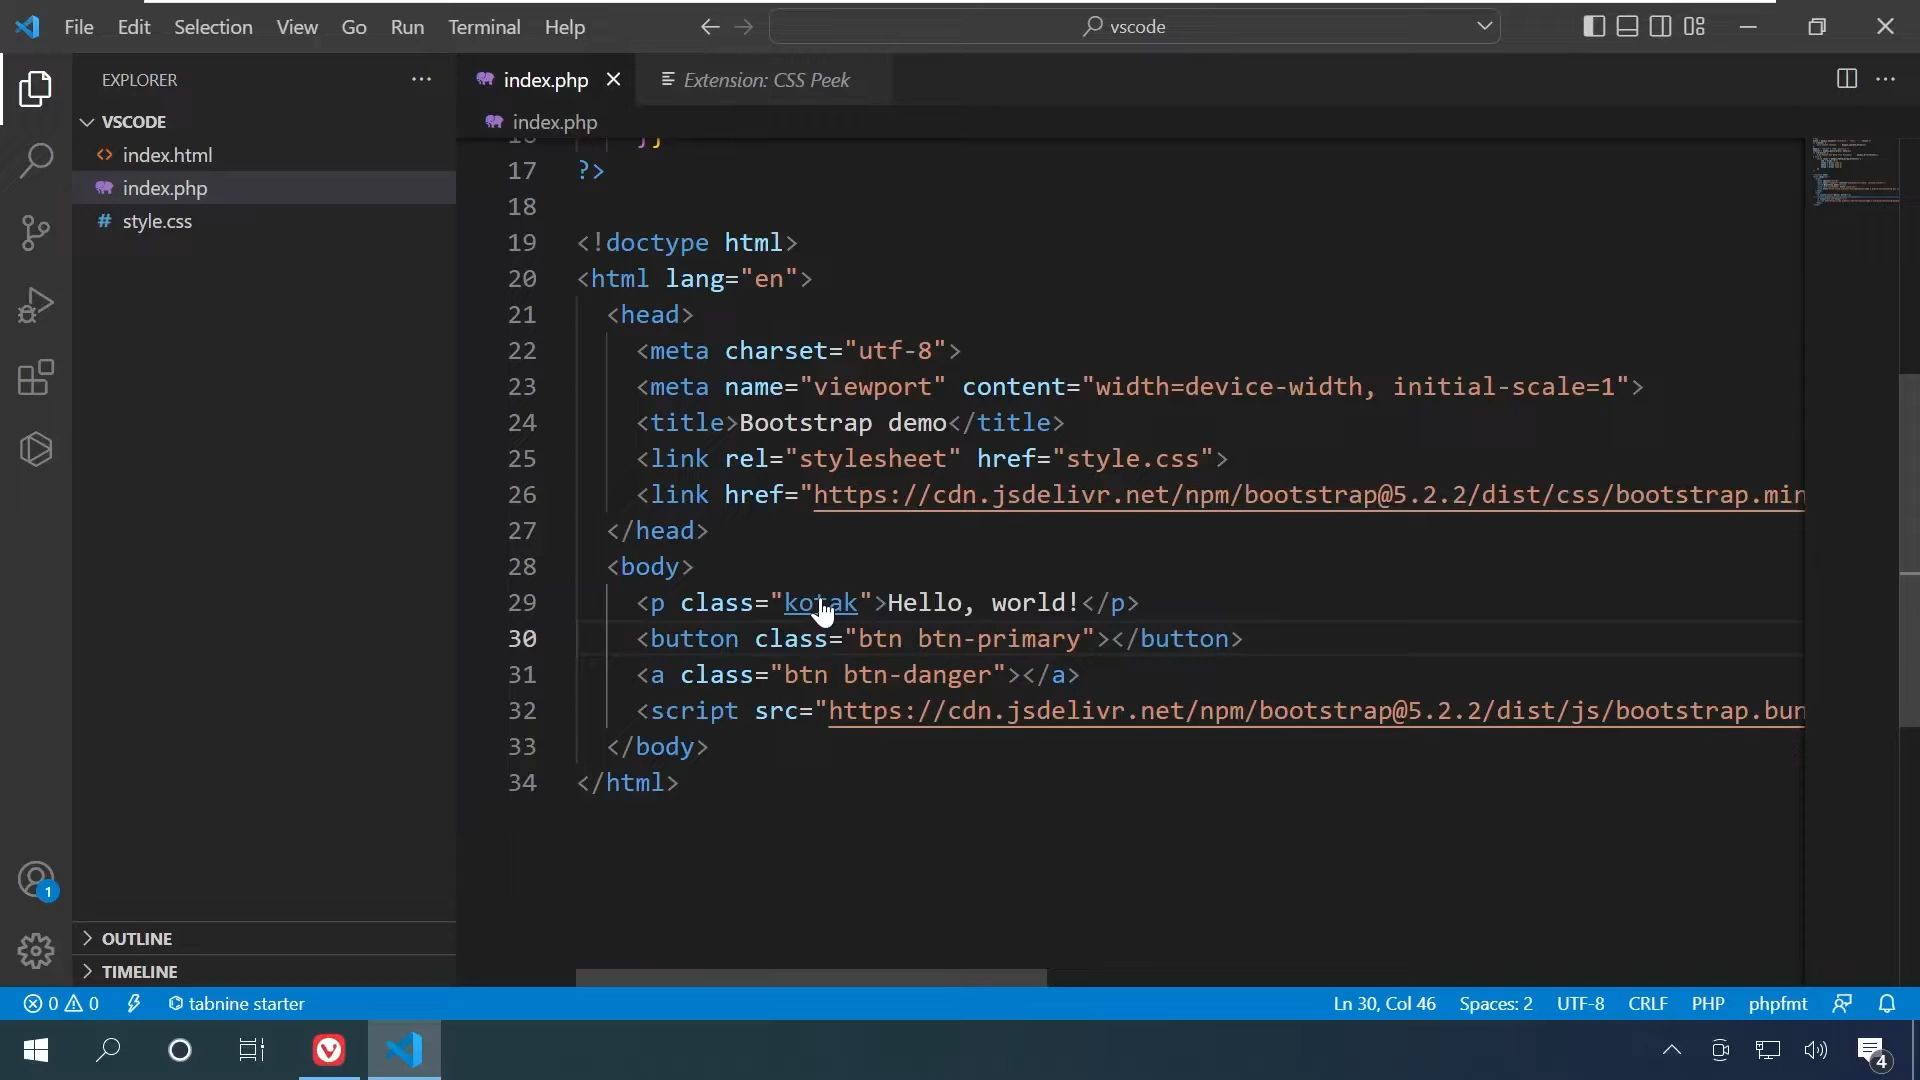 File Edit Selection View Go Run Terminal Help
vscode
EXPLORER
index.php
Extension: CSS Peek
VSCODE
index.php
index.html
index.php
style.css
17 ?>
18
19 <!doctype html>
20 <html lang="en">
21 <head>
22 <meta charset="utf-8">
23 <meta name="viewport" content="width=device-width, initial-scale=1">
24 <title>Bootstrap demo</title>
25 <link rel="stylesheet" href="style.css">
26 <link href="https://cdn.jsdelivr.net/npm/bootstrap@5.2.2/dist/css/bootstrap.min
27 </head>
28 <body>
29 <p class="kotak">Hello, world!</p>
30 <button class="btn btn-primary"></button>
31 <a class="btn btn-danger"></a>
32 <script src="https://cdn.jsdelivr.net/npm/bootstrap@5.2.2/dist/js/bootstrap.bun
33 </body>
34 </html>
1
OUTLINE
TIMELINE
0 0 tabnine starter
Ln 30, Col 46 Spaces: 2 UTF-8 CRLF PHP phpfmt
4